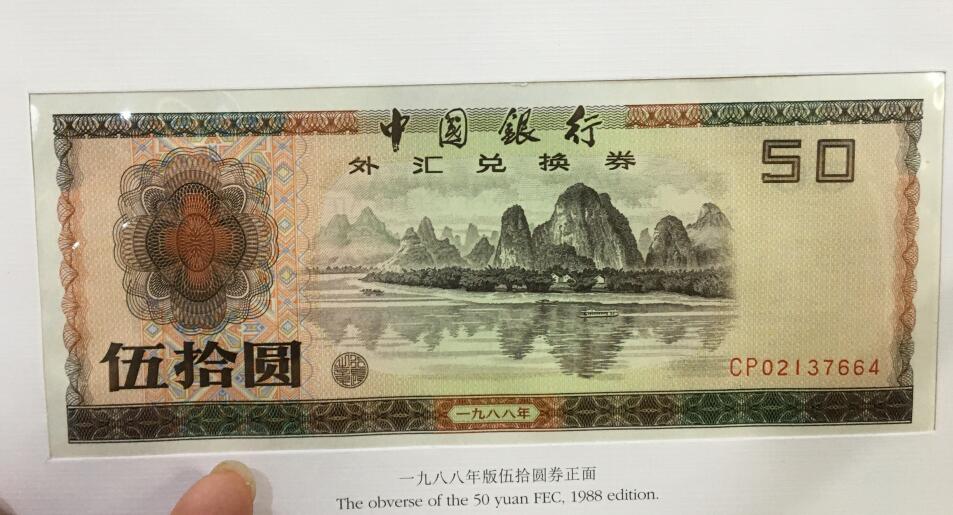 中國銀行
外汇兑换券
50
伍拾圆
CP02137664
一九八八年
一九八八年版伍拾圆券正面
The obverse of the 50 yuan FEC, 1988 edition.